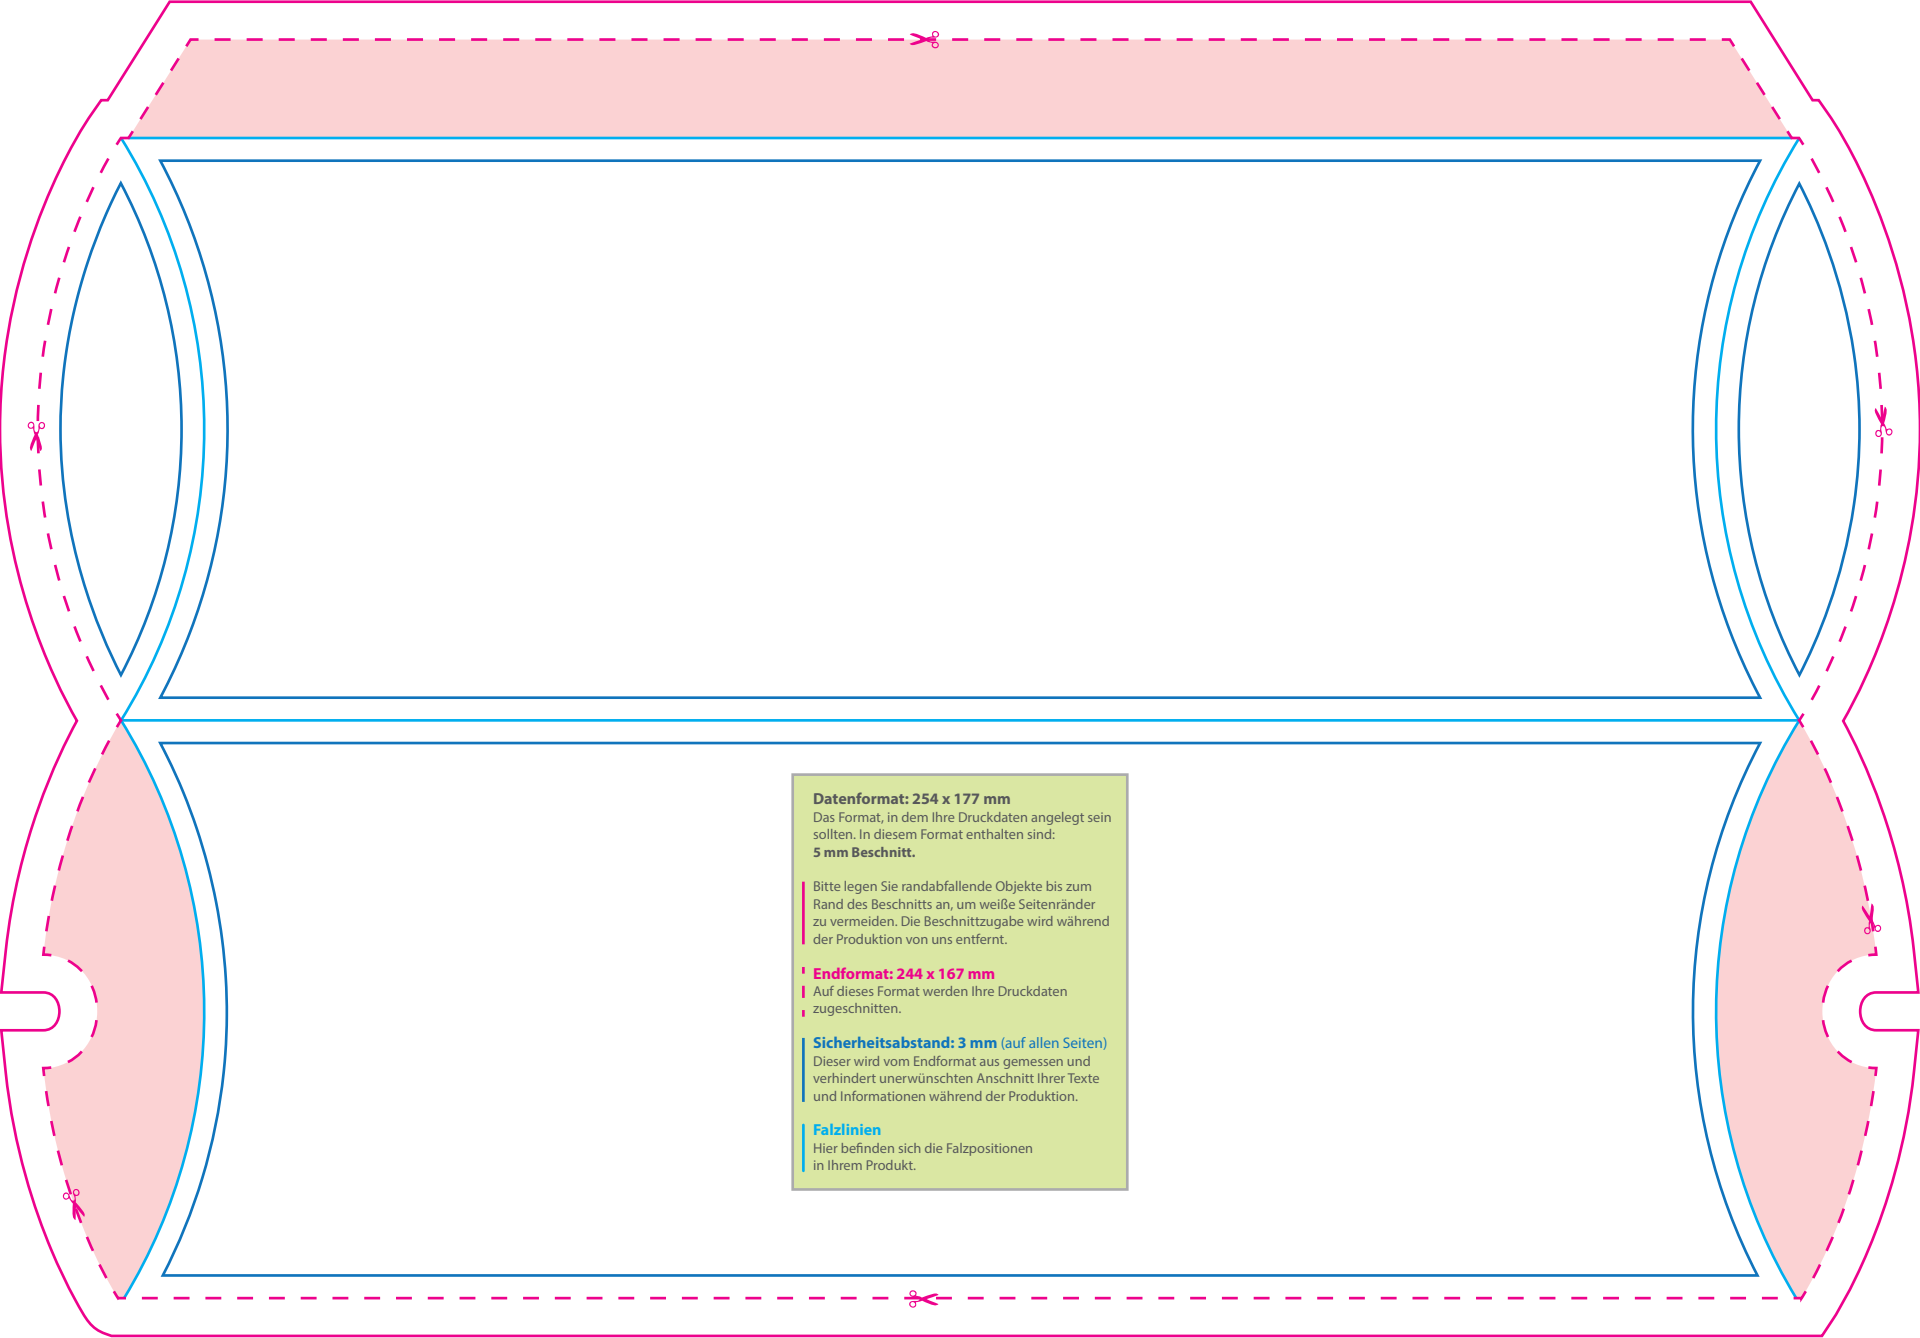 Datenformat: 254 x 177 mm
Das Format, in dem Ihre Druckdaten angelegt sein
sollten. In diesem Format enthalten sind:
5 mm Beschnitt.
Bitte legen Sie randabfallende Objekte bis zum
Rand des Beschnitts an, um weiße Seitenränder
zu vermeiden. Die Beschnittzugabe wird während
der Produktion von uns entfernt.
Endformat: 244 x 167 mm
Auf dieses Format werden Ihre Druckdaten
zugeschnitten.
Sicherheitsabstand: 3 mm (auf allen Seiten)
Dieser wird vom Endformat aus gemessen und
verhindert unerwünschten Anschnitt Ihrer Texte
und Informationen während der Produktion.
Falzlinien
Hier befinden sich die Falzpositionen
in Ihrem Produkt.